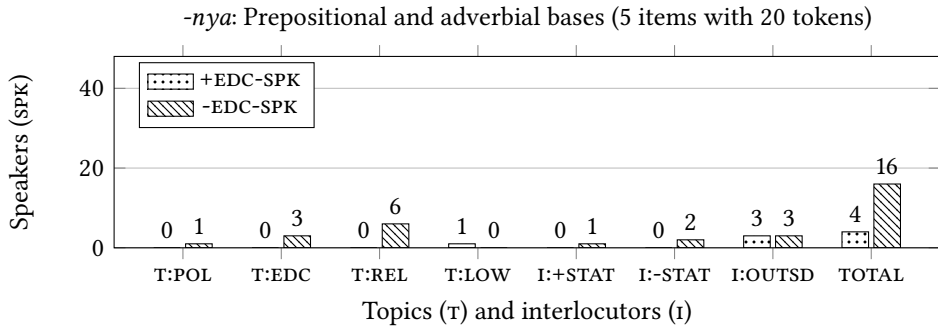 -nya: Prepositional and adverbial bases (5 items with 20 tokens)
+EDC-SPK
-EDC-SPK
Speakers (SPK)
40
20
0
0 1 0 3 0 6 1 0 0 1 0 2 3 3 4 16
T:POL T:EDC T:REL T:LOW I:+STAT I:-STAT I:OUTSD TOTAL
Topics (T) and interlocutors (I)